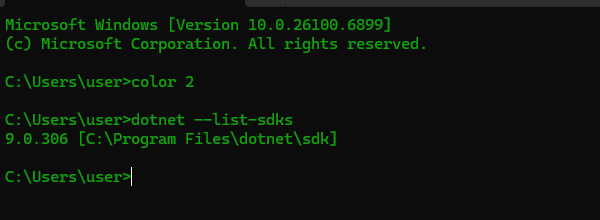 Microsoft Windows [Version 10.0.26100.6899]
(c) Microsoft Corporation. All rights reserved.
C:\Users\user>color 2
C:\Users\user>dotnet --list-sdks
9.0.306 [C:\Program Files\dotnet\sdk]
C:\Users\user>